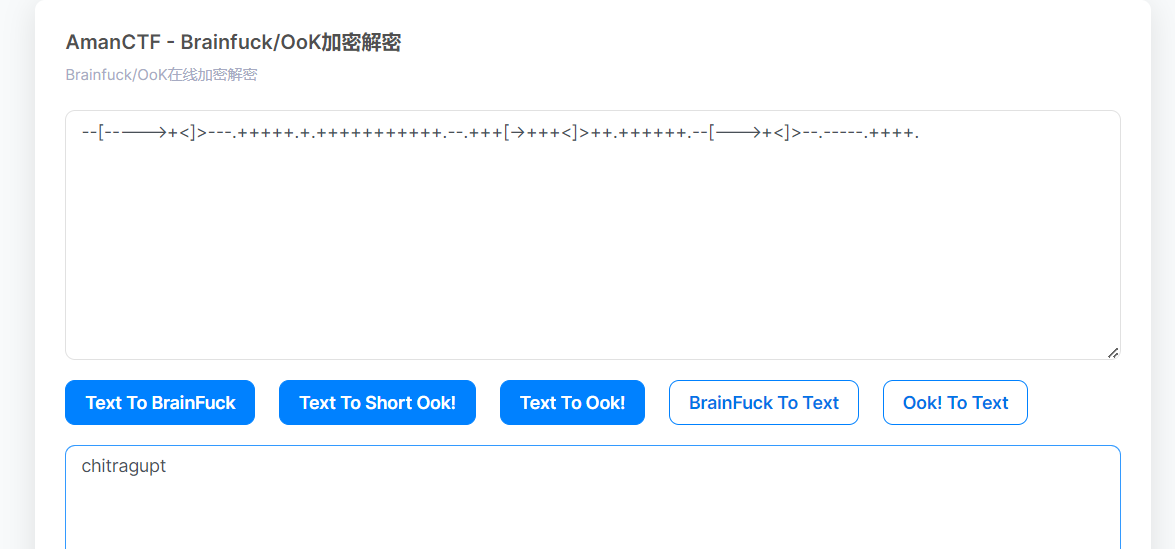 AmanCTF - Brainfuck/OoK加密解密
Brainfuck/OoK在线加密解密
--[----->+<]>---.+++++.+.+++++++++++.--.+++[->+++<]>++.++++++.--[--->+<]>--.-----.++++.
Text To BrainFuck
Text To Short Ook!
Text To Ook!
BrainFuck To Text
Ook! To Text
chitragupt